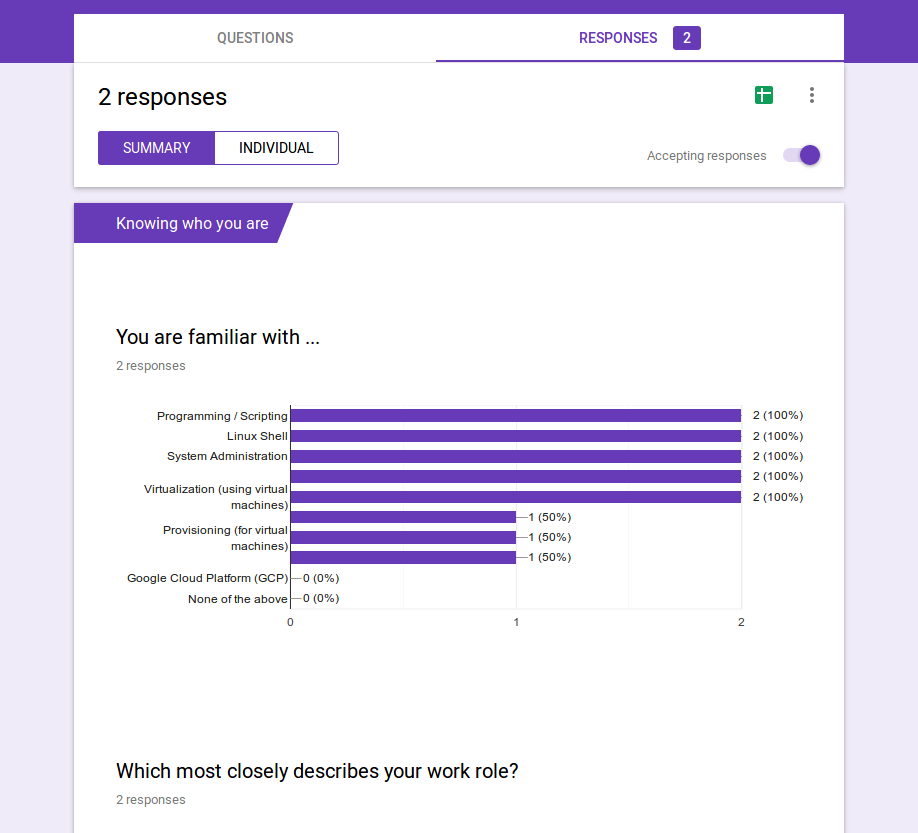 QUESTIONS
RESPONSES 2
2 responses
SUMMARY INDIVIDUAL
Accepting responses
Knowing who you are
You are familiar with ...
2 responses
Programming / Scripting 2 (100%)
Linux Shell 2 (100%)
System Administration 2 (100%)
2 (100%)
Virtualization (using virtual
machines) 2 (100%)
1 (50%)
Provisioning (for virtual
machines) 1 (50%)
1 (50%)
Google Cloud Platform (GCP) 0 (0%)
None of the above 0 (0%)
0 1 2
Which most closely describes your work role?
2 responses